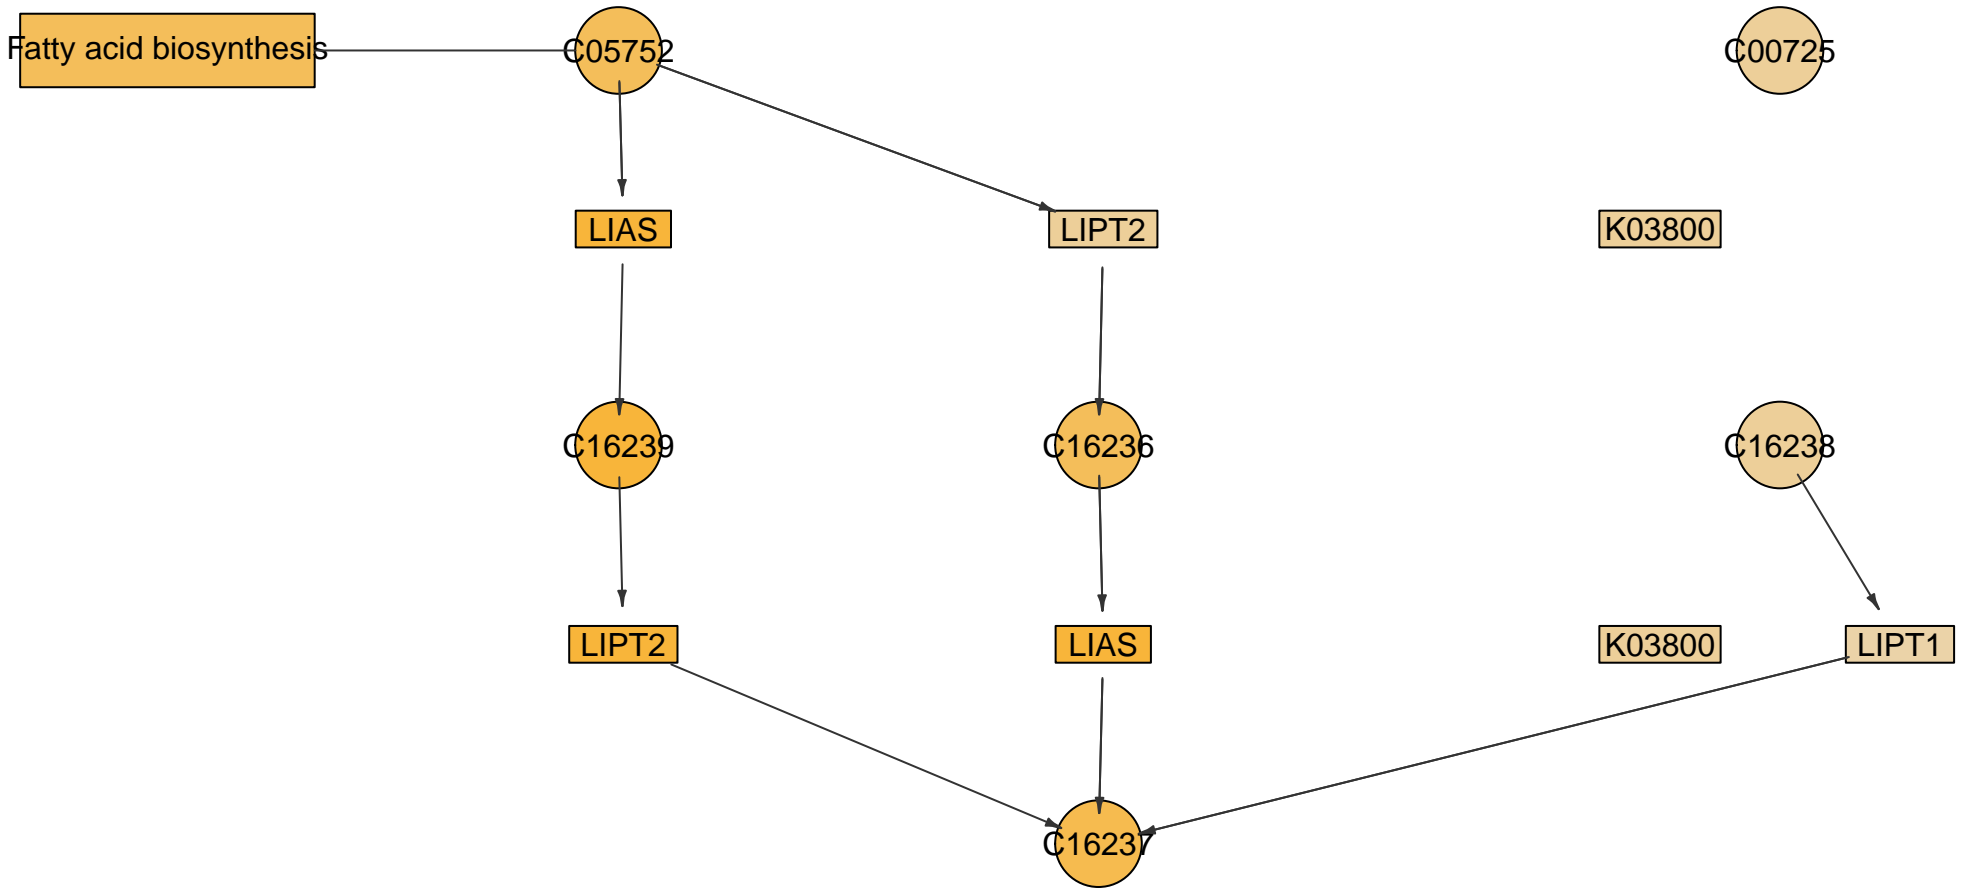 Fatty acid biosynthesis
C05752
C00725
LIAS
LIPT2
K03800
C16239
C16236
C16238
LIPT2
LIAS
K03800
LIPT1
C16237